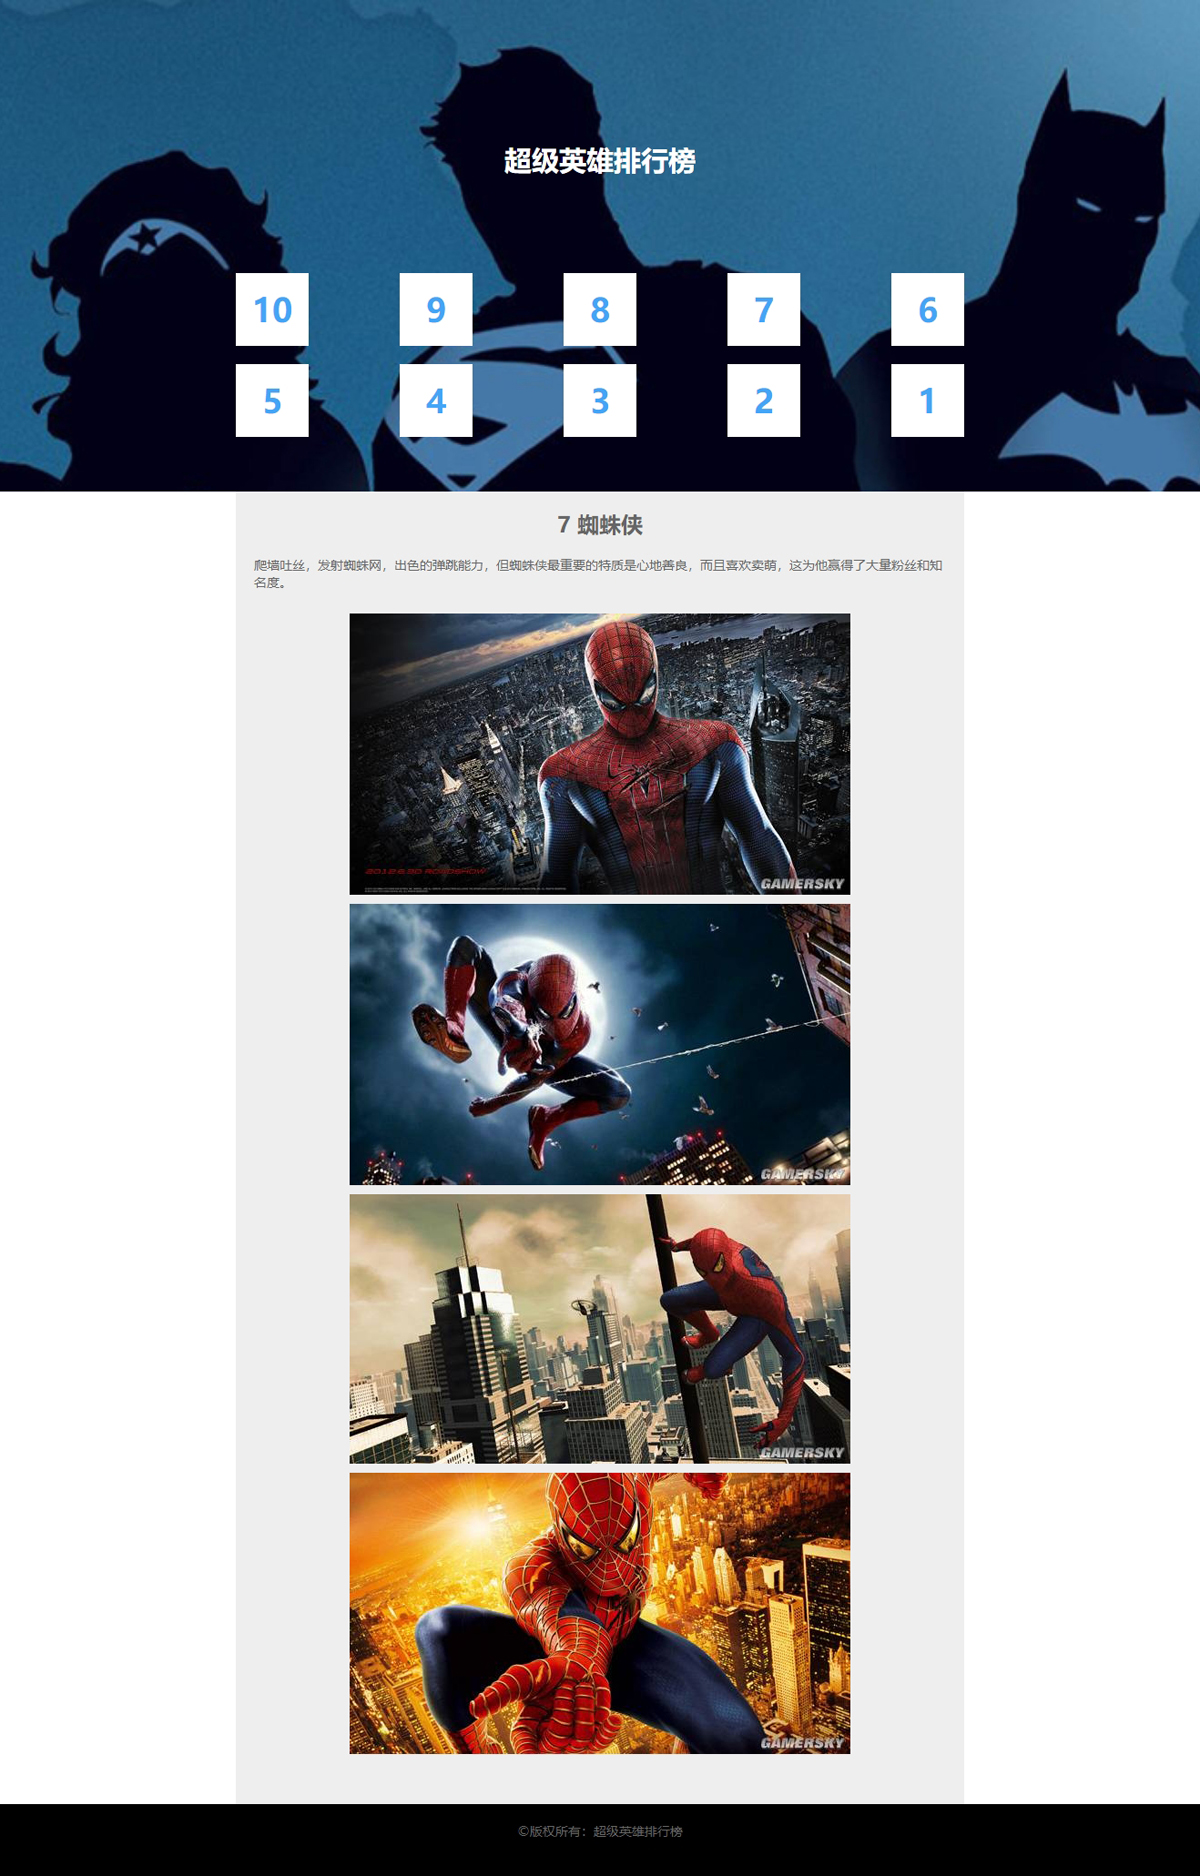 超级英雄排行榜
10 9 8 7 6
5 4 3 2 1
7 蜘蛛侠
爬墙吐丝，发射蜘蛛网，出色的弹跳能力，但蜘蛛侠最重要的特质是心地善良，而且喜欢卖萌，这为他赢得了大量粉丝和知
名度。
2012.6.30 ROADSHOW
GAMERSKY
GAMERSKY
GAMERSKY
GAMERSKY
©版权所有：超级英雄排行榜